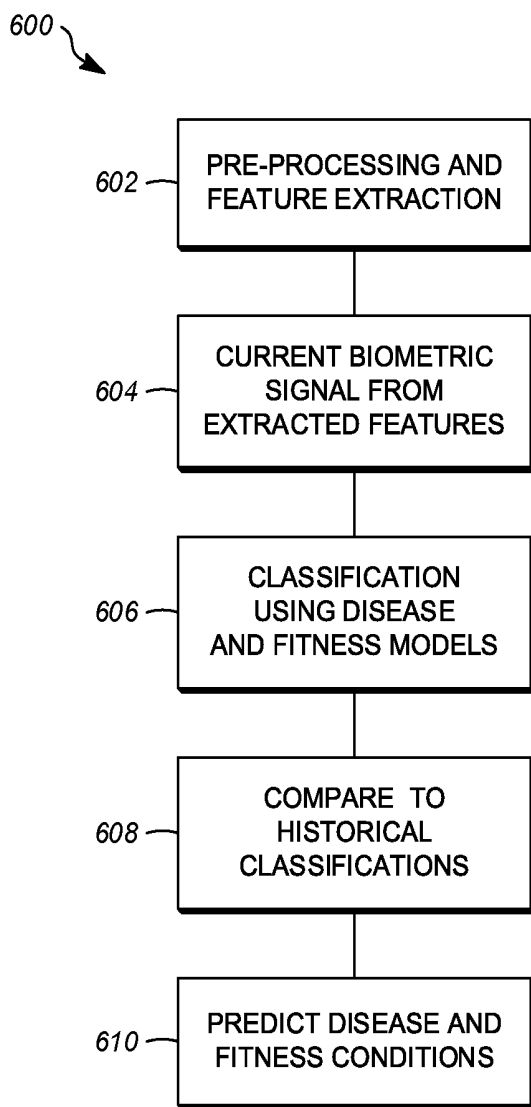 600
602
PRE-PROCESSING AND
FEATURE EXTRACTION
604
CURRENT BIOMETRIC
SIGNAL FROM
EXTRACTED FEATURES
606
CLASSIFICATION
USING DISEASE
AND FITNESS MODELS
608
COMPARE TO
HISTORICAL
CLASSIFICATIONS
610
PREDICT DISEASE AND
FITNESS CONDITIONS